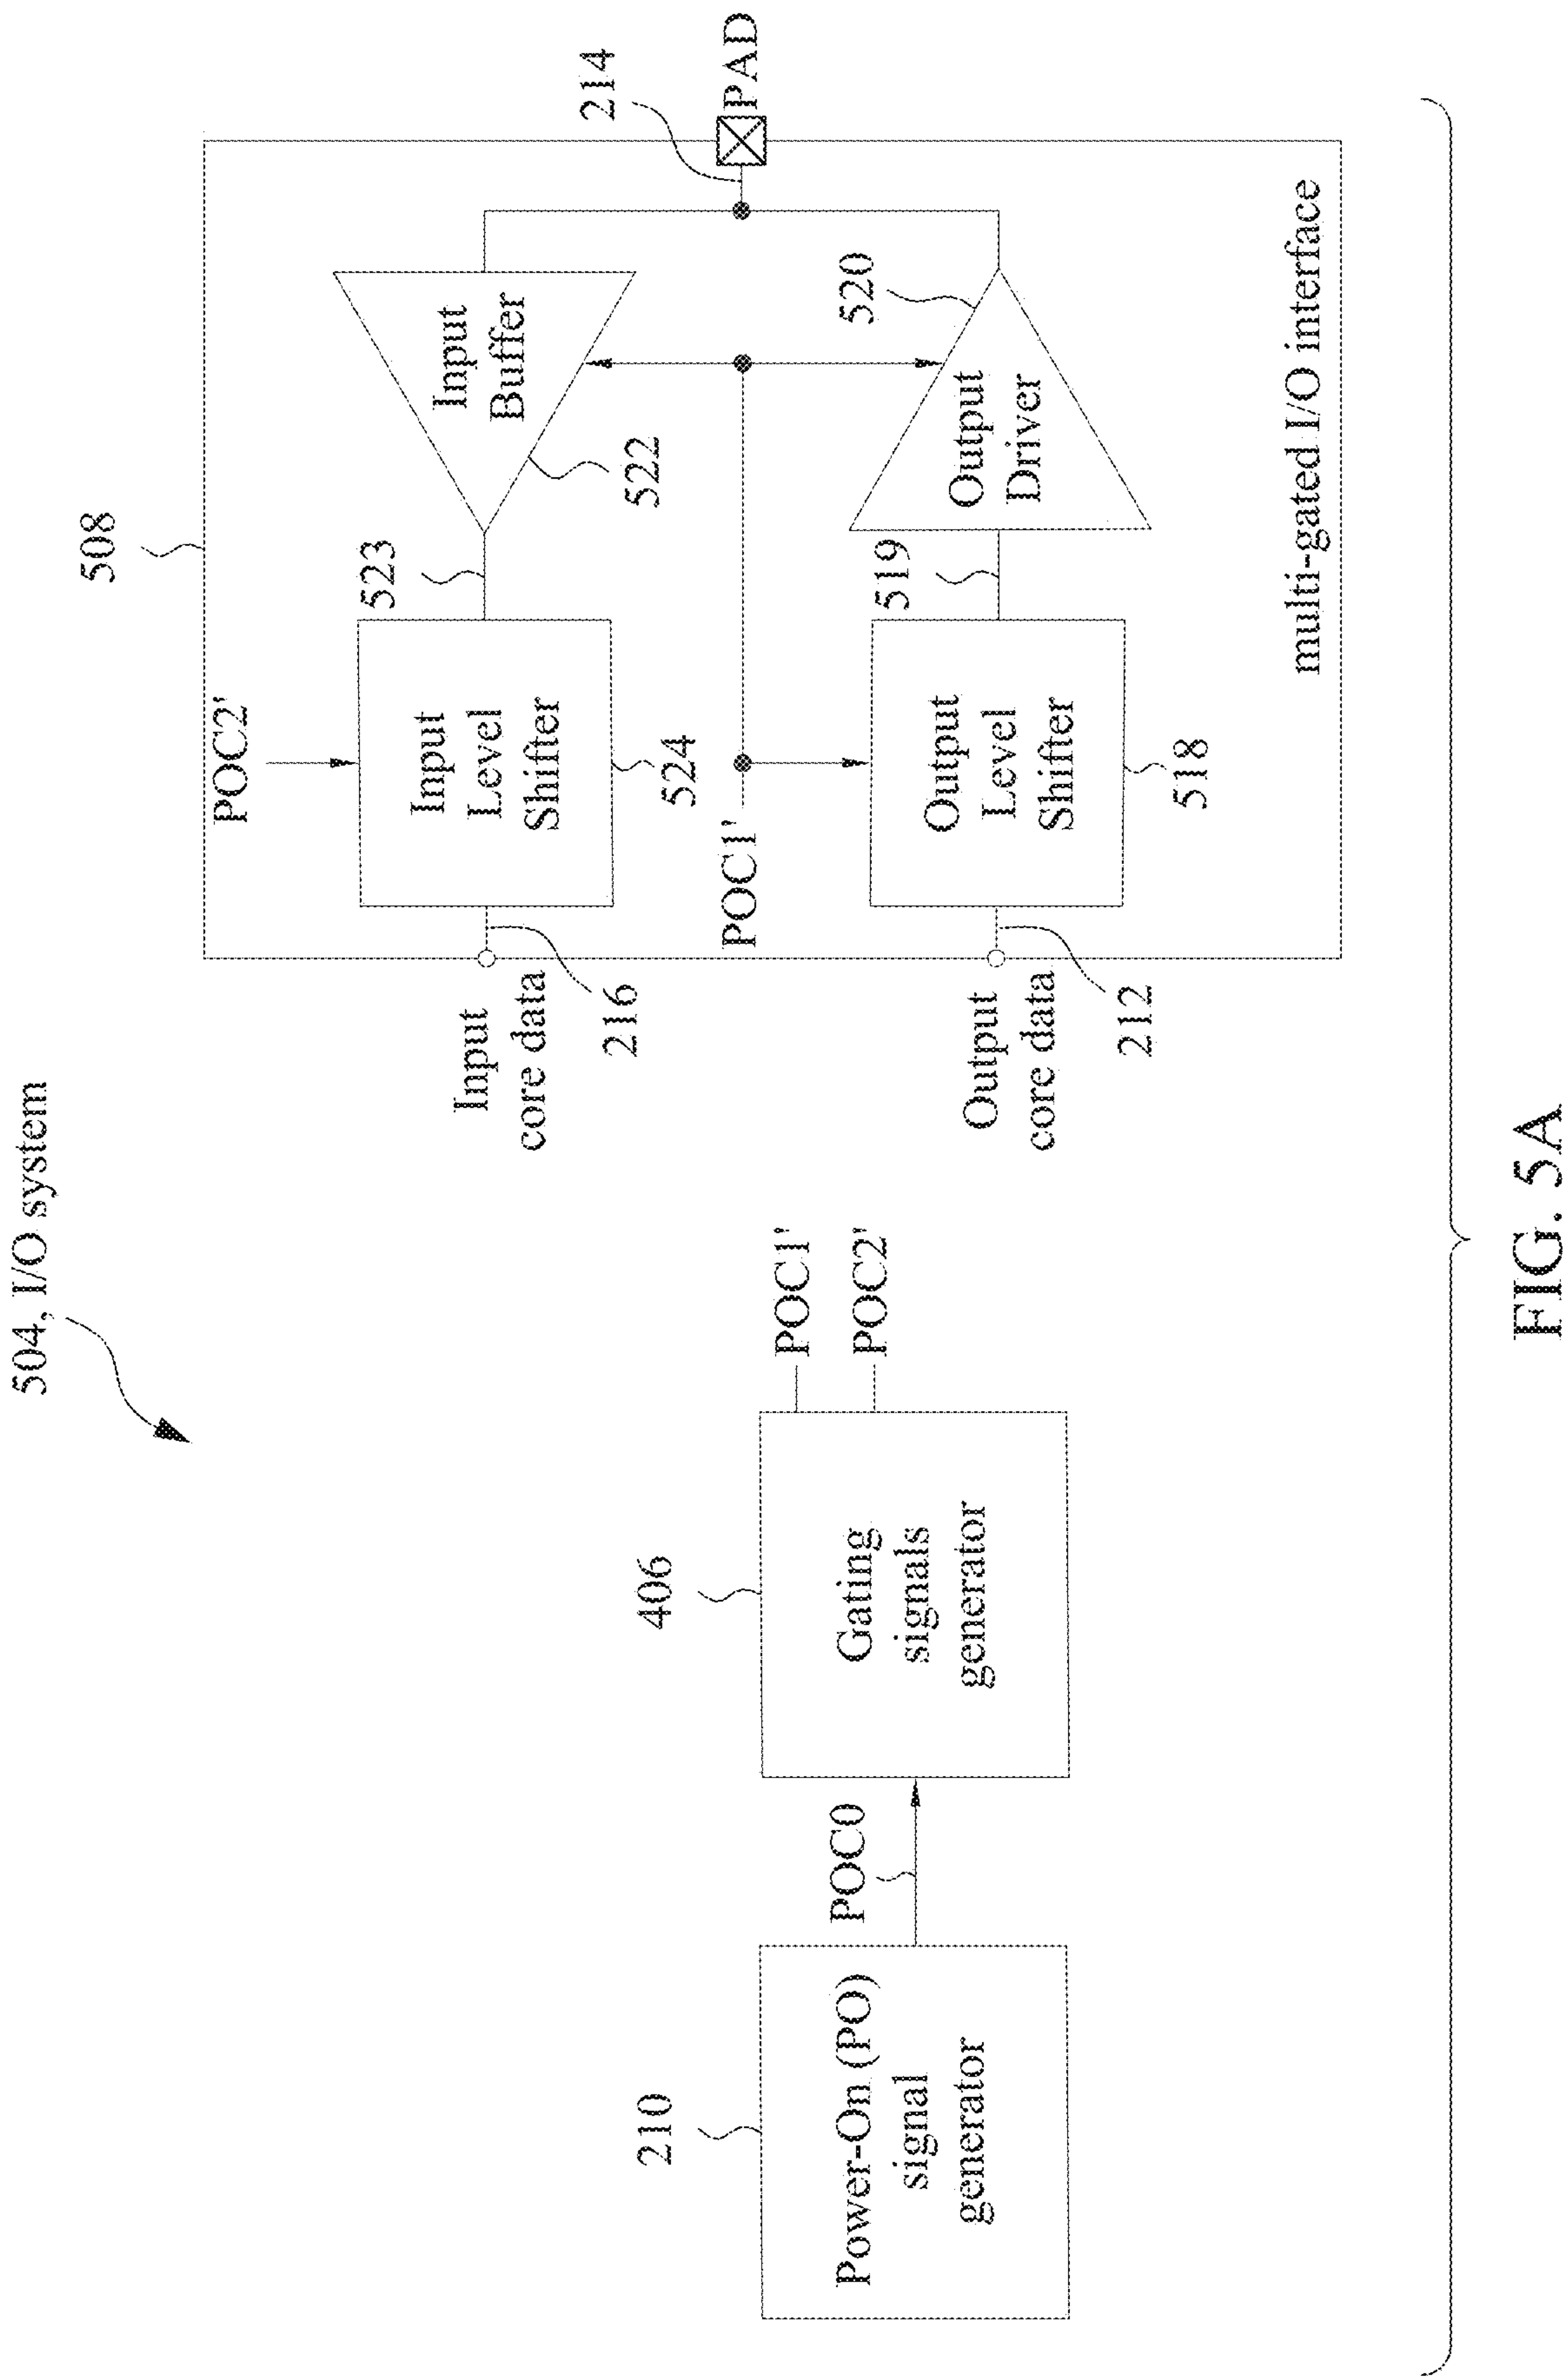 504, I/O system
508
POC2'
Input
Level
Shifter
524
523
Input
Buffer
522
214
PAD
Input
core data
216
POC1'
Output
Level
Shifter
518
519
Output
Driver
520
Output
core data
212
multi-gated I/O interface
210
Power-On (PO)
signal
generator
POC0
406
Gating
signals
generator
POC1'
POC2'
FIG. 5A